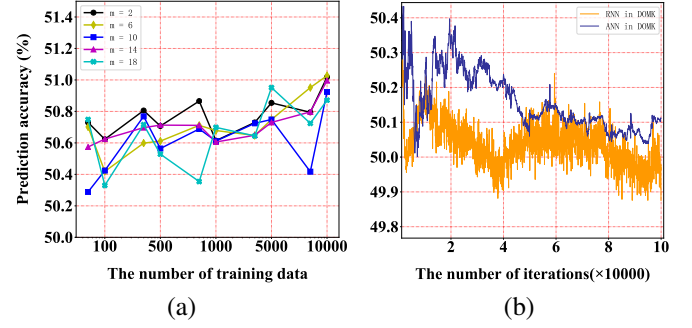 m = 2
m = 6
m = 10
m = 14
m = 18
Prediction accuracy (%)
51.4
51.2
51.0
50.8
50.6
50.4
50.2
50.0
100
500
1000
5000
10000
The number of training data
(a)
RNN in DOMK
ANN in DOMK
50.4
50.3
50.2
50.1
50.0
49.9
49.8
2
4
6
8
10
The number of iterations(×10000)
(b)